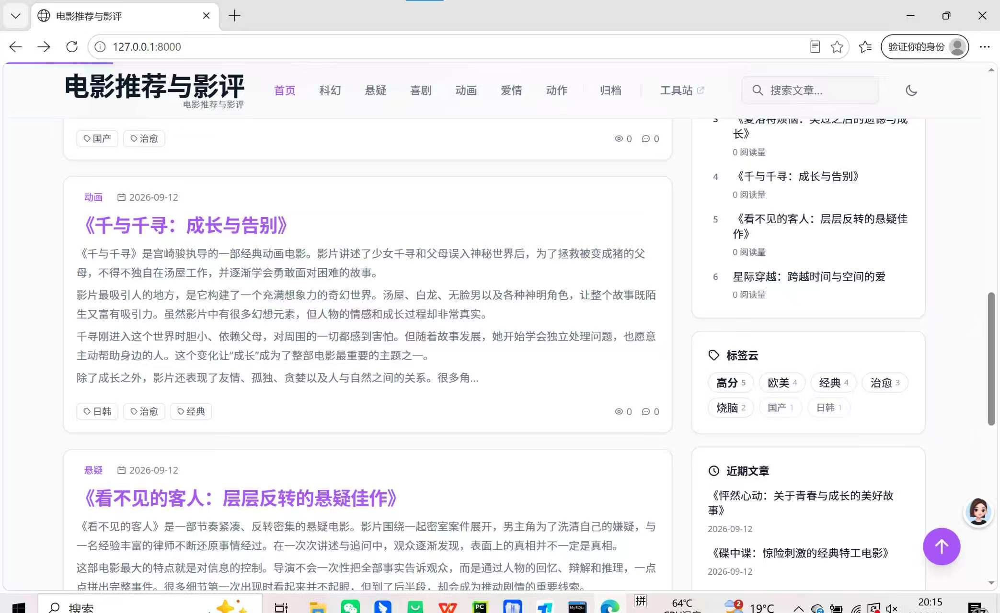 电影推荐与影评
127.0.0.1:8000
验证你的身份
电影推荐与影评
电影推荐与影评
首页
科幻
悬疑
喜剧
动画
爱情
动作
归档
工具站
搜索文章...
国产
治愈
0
0
动画
2026-09-12
《千与千寻：成长与告别》
《千与千寻》是宫崎骏执导的一部经典动画电影。影片讲述了少女千寻和父母误入神秘世界后，为了拯救被变成猪的父
母，不得不独自在汤屋工作，并逐渐学会勇敢面对困难的故事。
影片最吸引人的地方，是它构建了一个充满想象力的奇幻世界。汤屋、白龙、无脸男以及各种神明角色，让整个故事既陌
生又富有吸引力。虽然影片中有很多幻想元素，但人物的情感和成长过程却非常真实。
千寻刚进入这个世界时胆小、依赖父母，对周围的一切都感到害怕。但随着故事发展，她开始学会独立处理问题，也愿意
主动帮助身边的人。这个变化让“成长”成为了整部电影最重要的主题之一。
除了成长之外，影片还表现了友情、孤独、贪婪以及人与自然之间的关系。很多角...
日韩
治愈
经典
0
0
悬疑
2026-09-12
《看不见的客人：层层反转的悬疑佳作》
《看不见的客人》是一部节奏紧凑、反转密集的悬疑电影。影片围绕一起密室案件展开，男主角为了洗清自己的嫌疑，与
一名经验丰富的律师不断还原事情经过。在一次次讲述与追问中，观众逐渐发现，表面上的真相并不一定是真相。
这部电影最大的特点就是对信息的控制。导演不会一次性把全部事实告诉观众，而是通过人物的回忆、辩解和推理，一点
点拼出完整事件。很多细节第一次出现时看起来并不起眼，但到了后半段，却会成为推动剧情的重要线索。
3
《夏洛特烦恼：笑过之后的遗憾与成
长》
0 阅读量
4
《千与千寻：成长与告别》
0 阅读量
5
《看不见的客人：层层反转的悬疑佳
作》
0 阅读量
6
星际穿越：跨越时间与空间的爱
0 阅读量
标签云
高分 5
欧美 4
经典 4
治愈 3
烧脑 2
国产 1
日韩 1
近期文章
《怦然心动：关于青春与成长的美好故
事》
2026-09-12
《碟中谍：惊险刺激的经典特工电影》
2026-09-12
搜索
PC
MySQL
拼
64℃
2
19°C
20:15